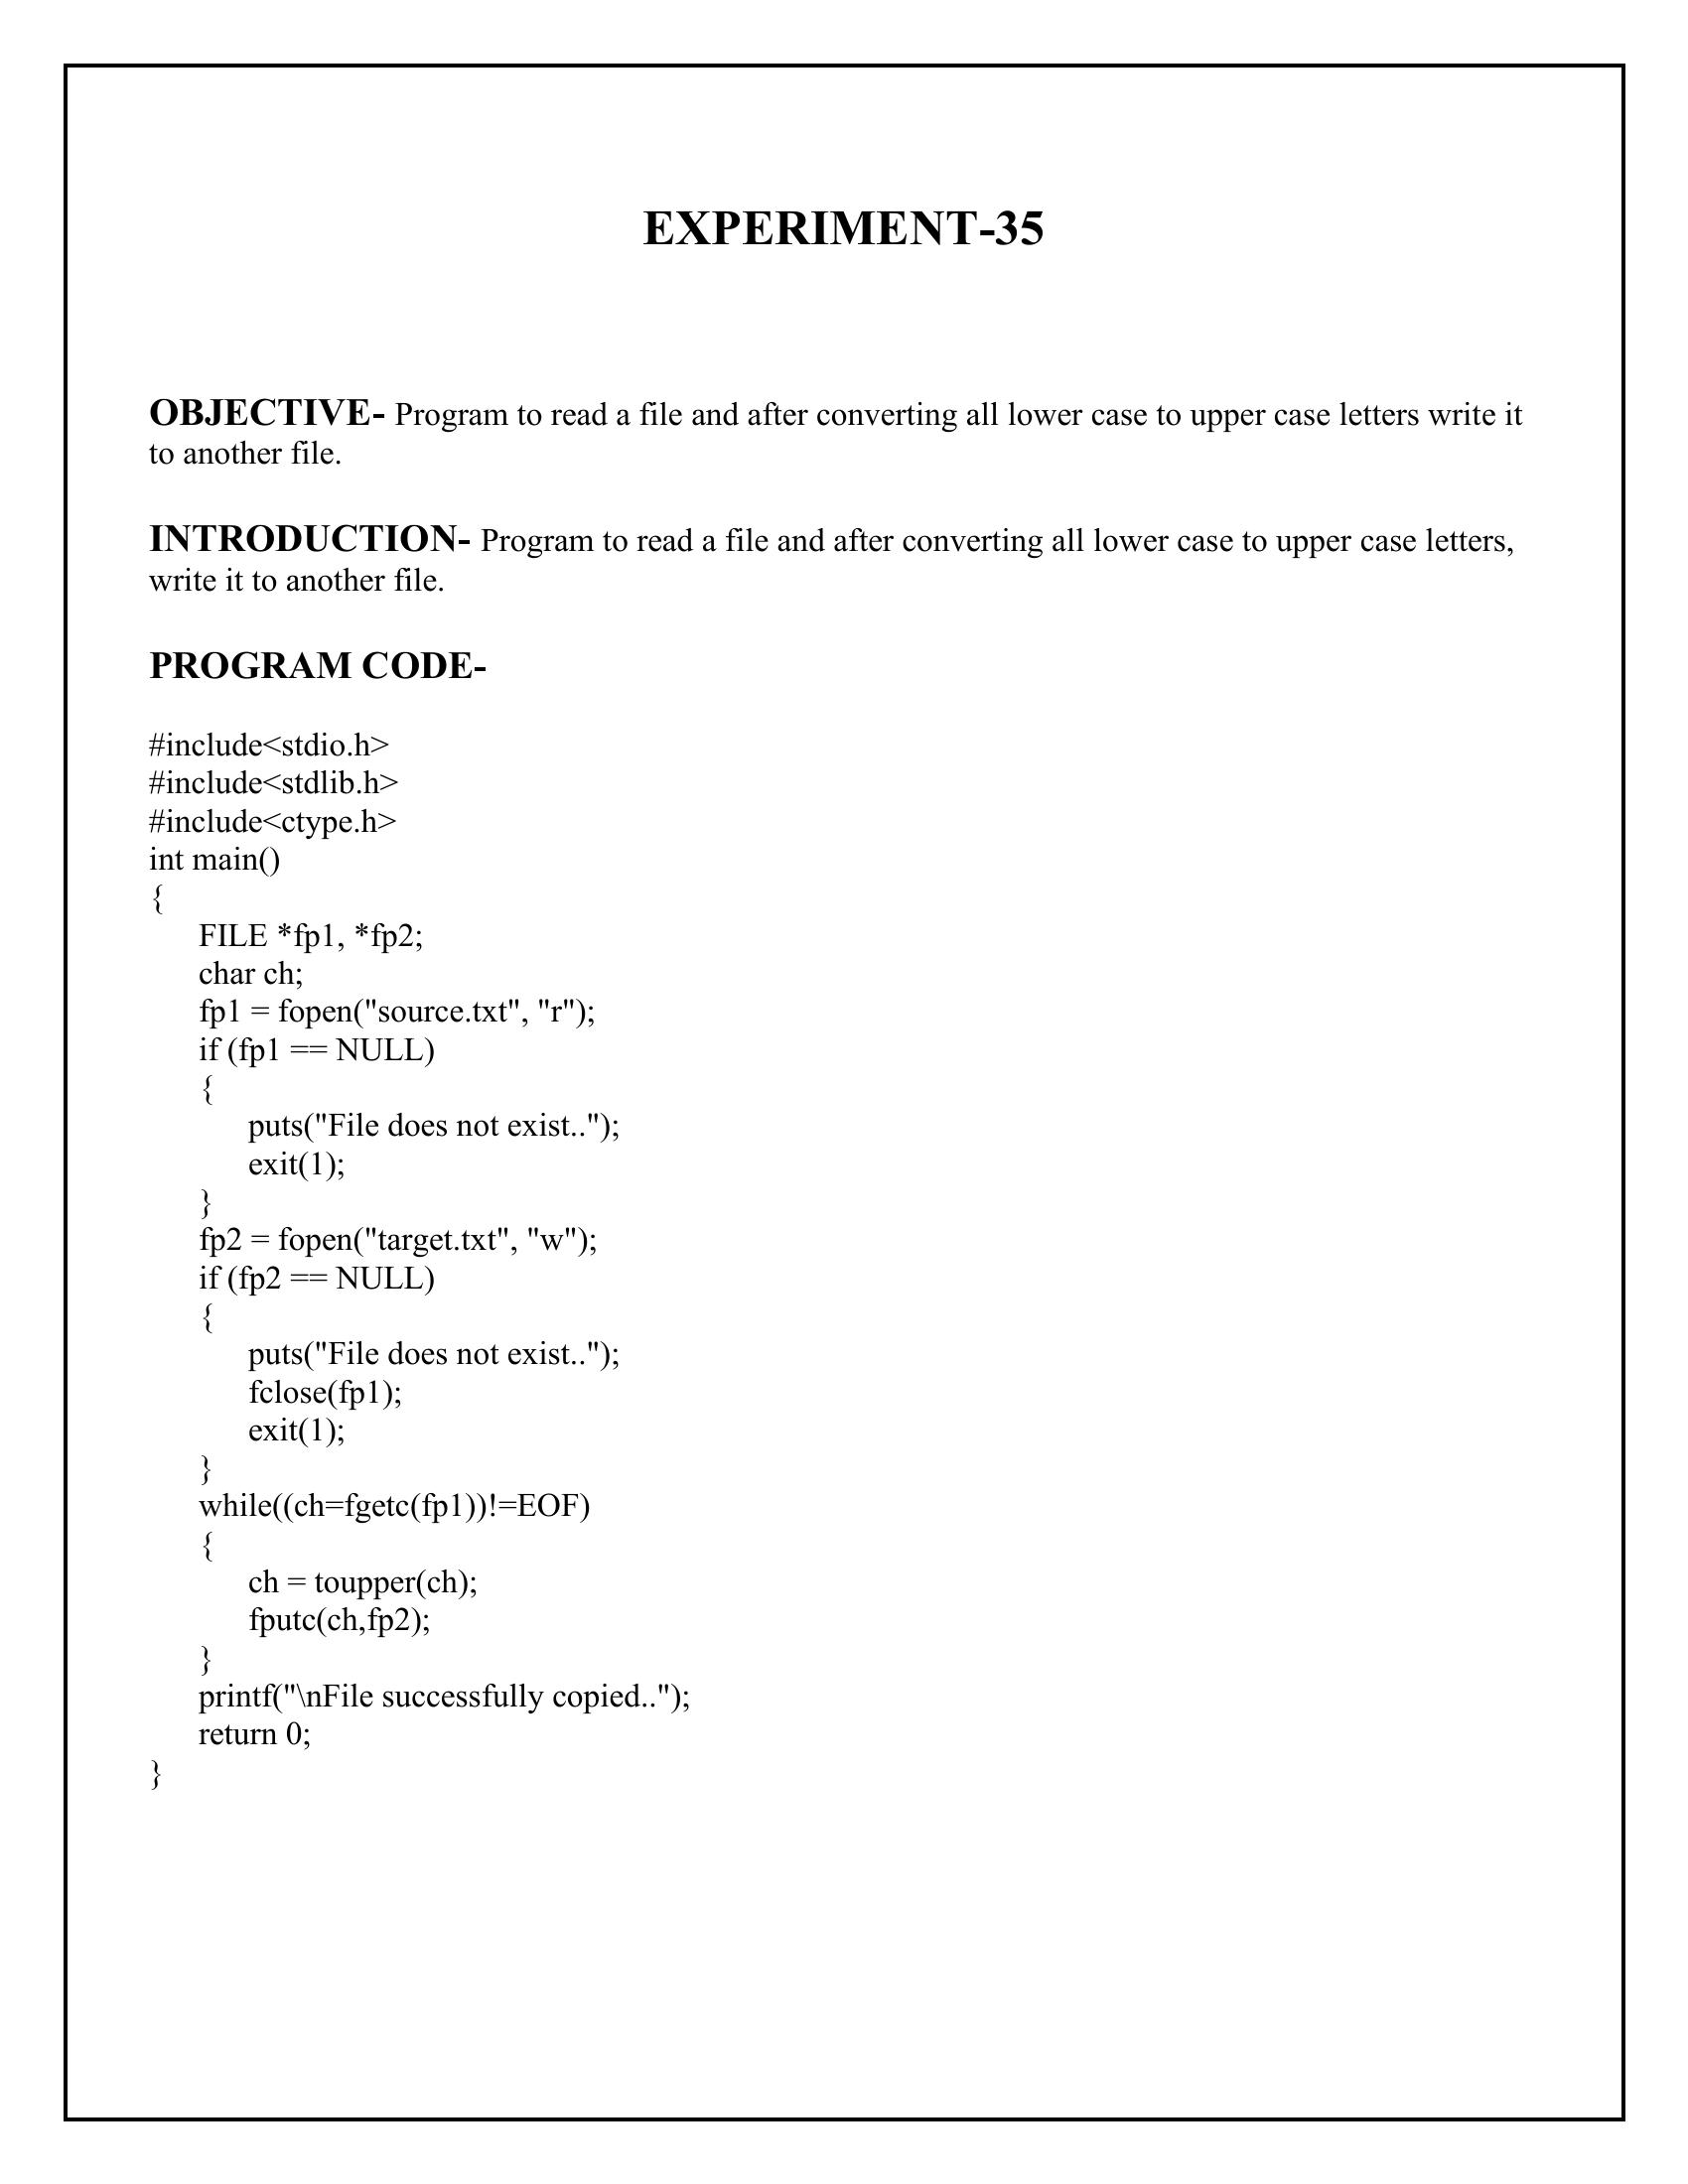 EXPERIMENT-35
OBJECTIVE- Program to read a file and after converting all lower case to upper case letters write it
to another file.
INTRODUCTION- Program to read a file and after converting all lower case to upper case letters,
write it to another file.
PROGRAM CODE-
#include<stdio.h>
#include<stdlib.h>
#include<ctype.h>
int main()
{
FILE *fp1, *fp2;
char ch;
fp1 = fopen("source.txt", "r");
if (fp1 == NULL)
{
puts("File does not exist..");
exit(1);
}
fp2 = fopen("target.txt", "w");
if (fp2 == NULL)
{
puts("File does not exist..");
fclose(fp1);
exit(1);
}
while((ch=fgetc(fp1))!=EOF)
{
ch = toupper(ch);
fputc(ch,fp2);
}
printf("\nFile successfully copied..");
return 0;
}